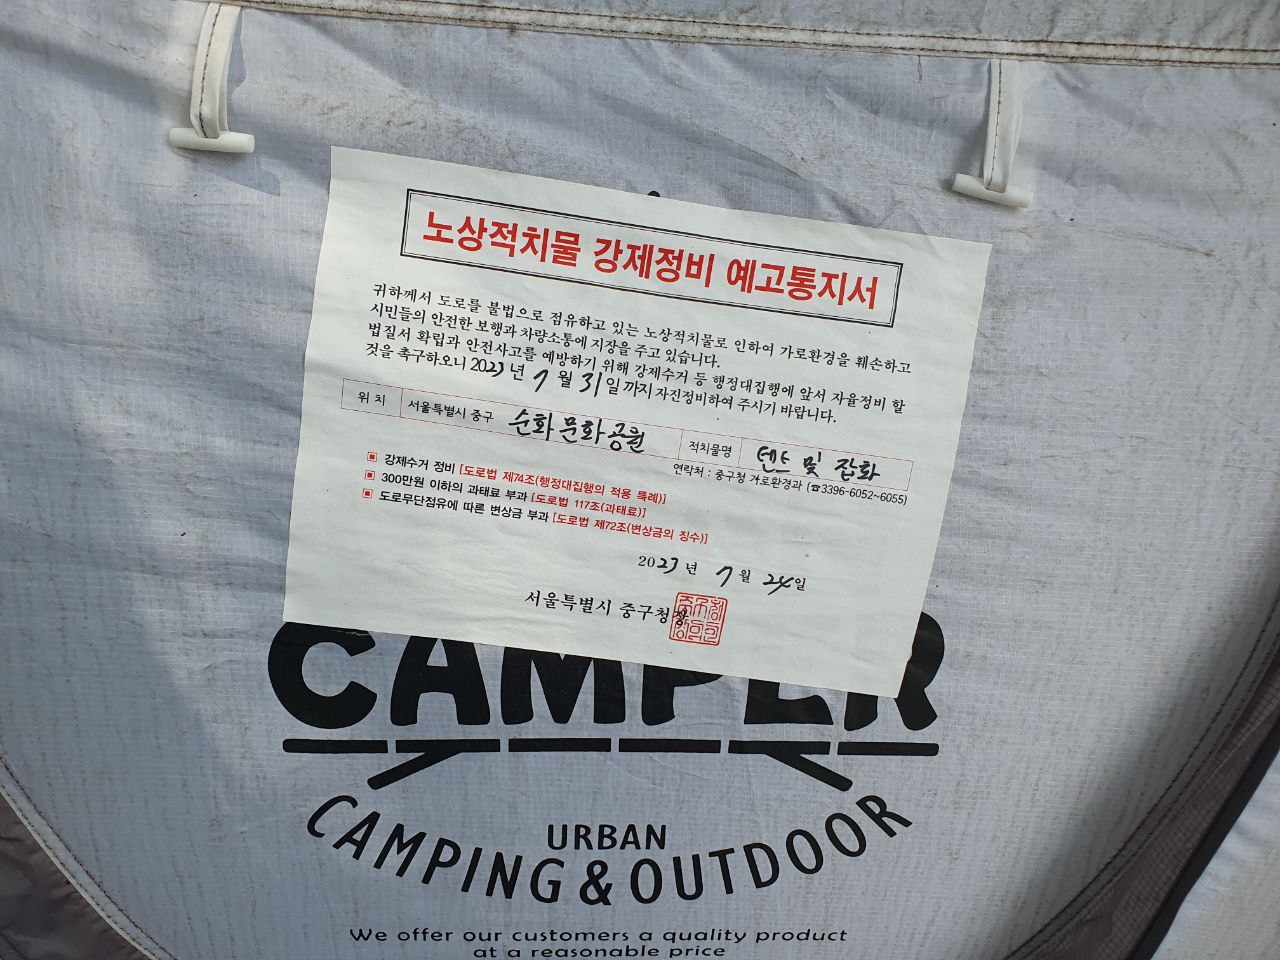 노상적치물 강제정비 예고통지서
귀하께서 도로를 불법으로 점유하고 있는 노상적치물로 인하여 가로환경을 훼손하고
시민들의 안전한 보행과 차량소통에 지장을 주고 있습니다.
법질서 확립과 안전사고를 예방하기 위해 강제수거 등 행정대집행에 앞서 자율정비 할
것을 촉구하오니 2023년 7월 31일까지 자진정비하여 주시기 바랍니다.
위 치 서울특별시 중구 순화문화공원 적치물명 텐트 및 잡화
연락처 : 중구청 가로환경과 (☎3396-6052~6055)
▣ 강제수거 정비 [도로법 제74조(행정대집행의 적용 특례)]
▣ 300만원 이하의 과태료 부과 [도로법 117조(과태료)]
▣ 도로무단점유에 따른 변상금 부과 [도로법 제72조(변상금의 징수)]
2023년 7월 24일
서울특별시 중구청장
CAMPER
URBAN
CAMPING & OUTDOOR
We offer our customers a quality product
at a reasonable price